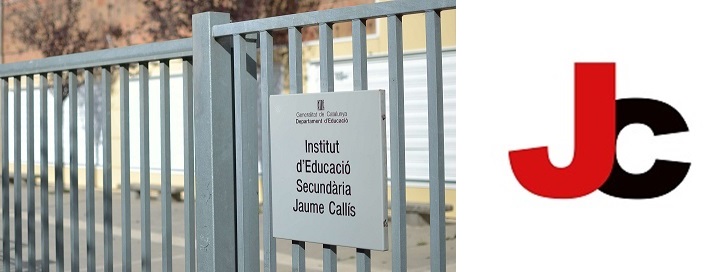 Generalitat de Catalunya
Departament d'Educació
Institut
d'Educació
Secundària
Jaume Callís
JC